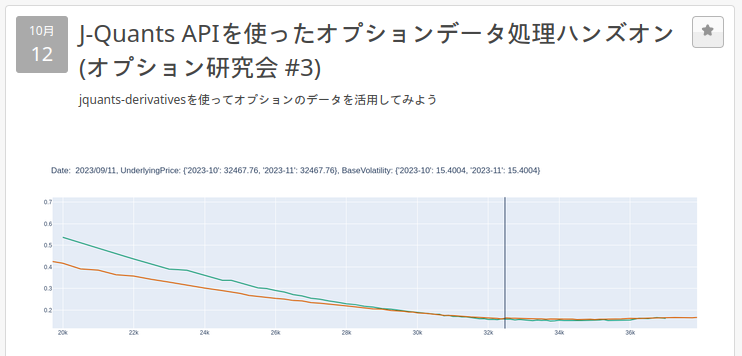 10月
12
J-Quants APIを使ったオプションデータ処理ハンズオン
(オプション研究会 #3)
jquants-derivativesを使ってオプションのデータを活用してみよう
Date: 2023/09/11, UnderlyingPrice: {'2023-10': 32467.76, '2023-11': 32467.76}, BaseVolatility: {'2023-10': 15.4004, '2023-11': 15.4004}
0.7
0.6
0.5
0.4
0.3
0.2
20k 22k 24k 26k 28k 30k 32k 34k 36k